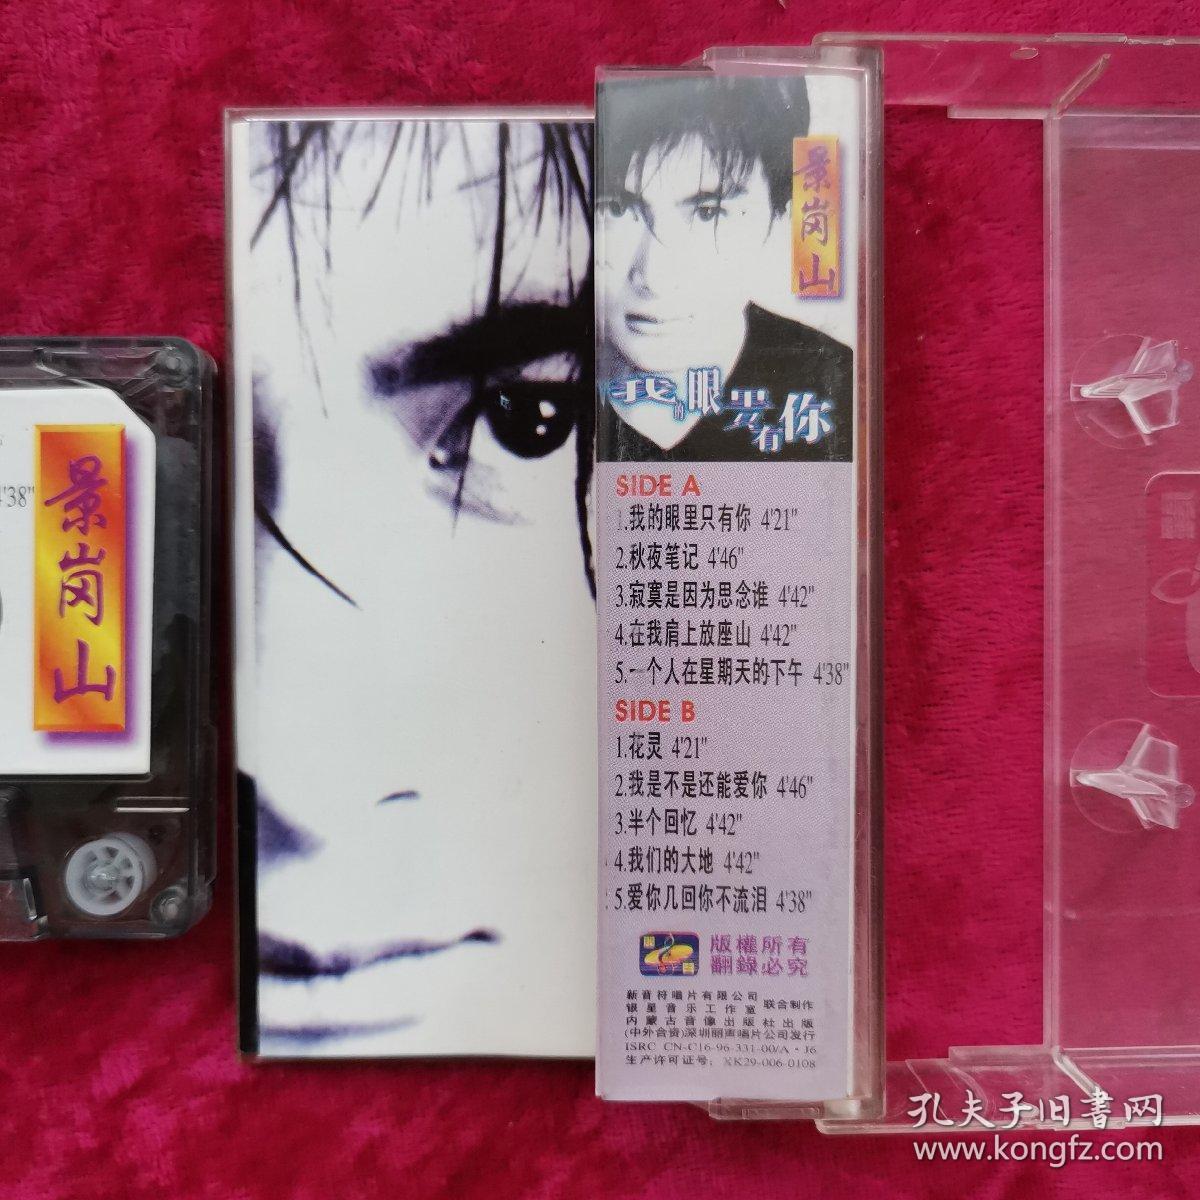 4'38"
景岗山
景岗山
我的眼里有你
SIDE A
1.我的眼里只有你 4'21"
2.秋夜笔记 4'46"
3.寂寞是因为思念谁 4'42"
4.在我肩上放座山 4'42"
5.一个人在星期天的下午 4'38"
SIDE B
1.花灵 4'21"
2.我是不是还能爱你 4'46"
3.半个回忆 4'42"
4.我们的大地 4'42"
5.爱你几回你不流泪 4'38"
版權所有
翻錄必究
新音符唱片有限公司
银星音乐工作室 联合制作
内蒙古音像出版社出版
(中外合资)深圳丽声唱片公司发行
ISRC CN-C16-96-331-00/A·J6
生产许可证号: XK29-006-0108
孔夫子旧書网
www.kongfz.com